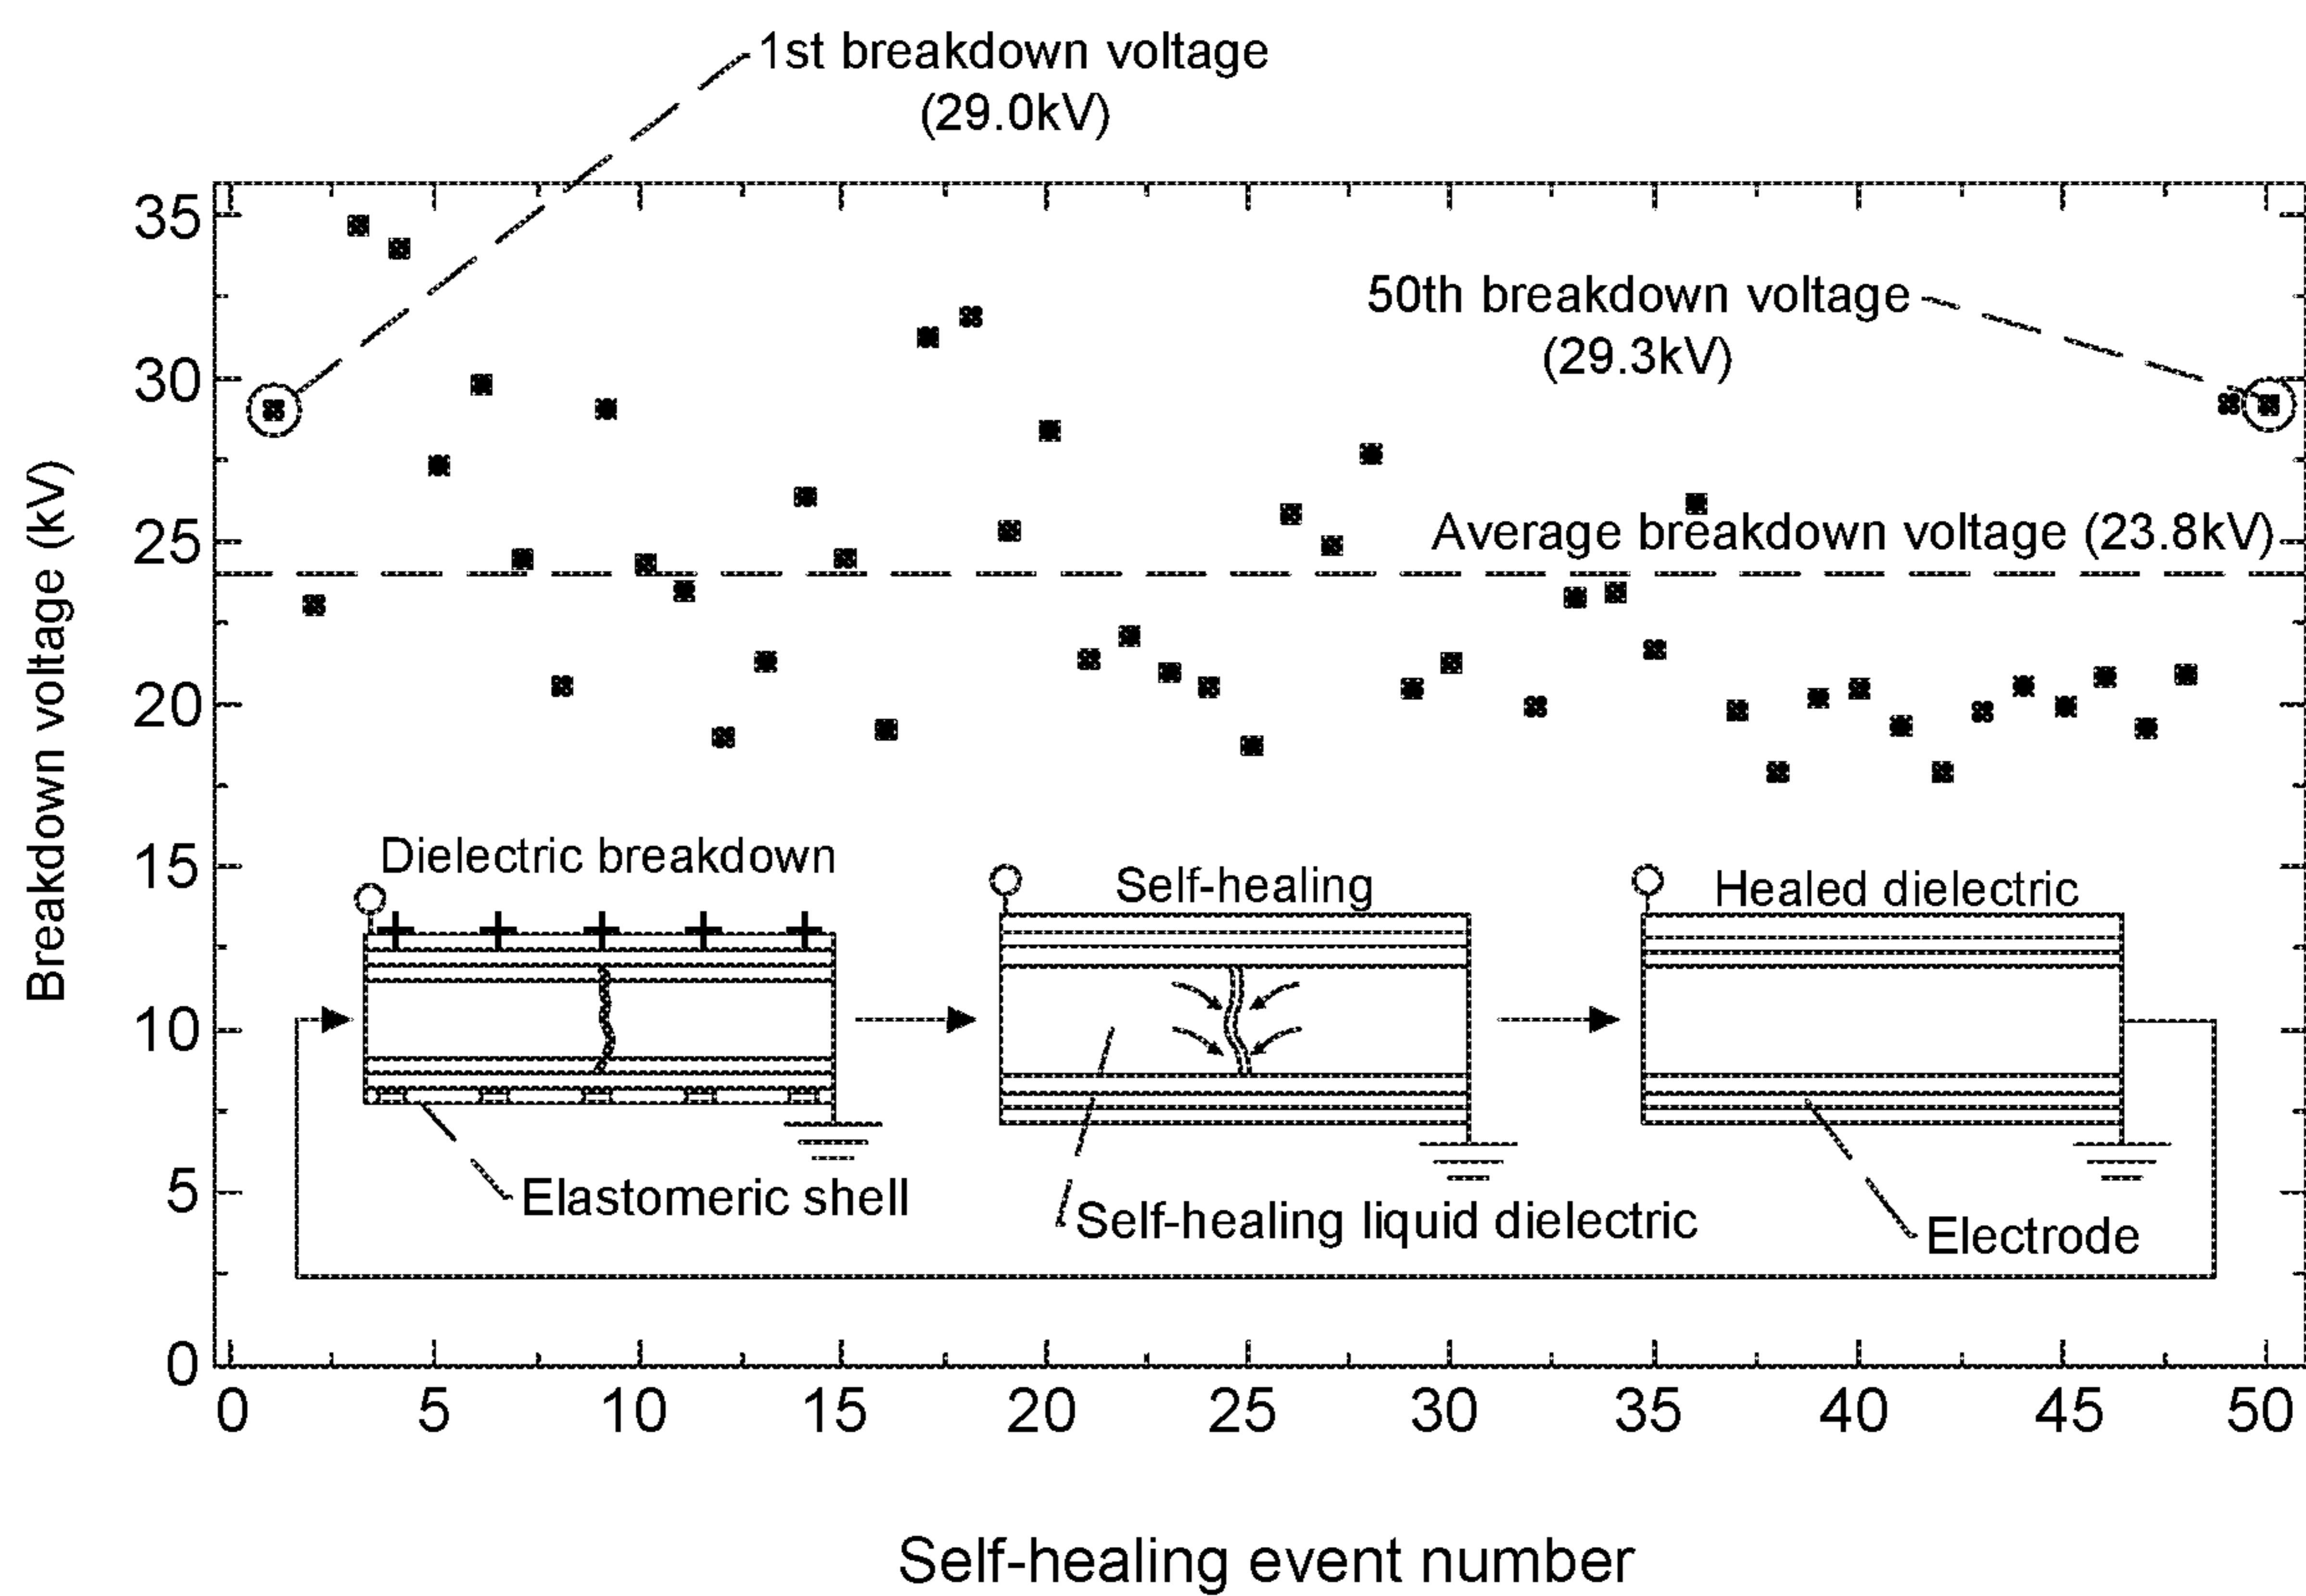 1st breakdown voltage
(29.0kV)
50th breakdown voltage
(29.3kV)
Average breakdown voltage (23.8kV)
Breakdown voltage (kV)
35
30
25
20
15
10
5
0
Dielectric breakdown
Self-healing
Healed dielectric
Elastomeric shell
Self-healing liquid dielectric
Electrode
0 5 10 15 20 25 30 35 40 45 50
Self-healing event number